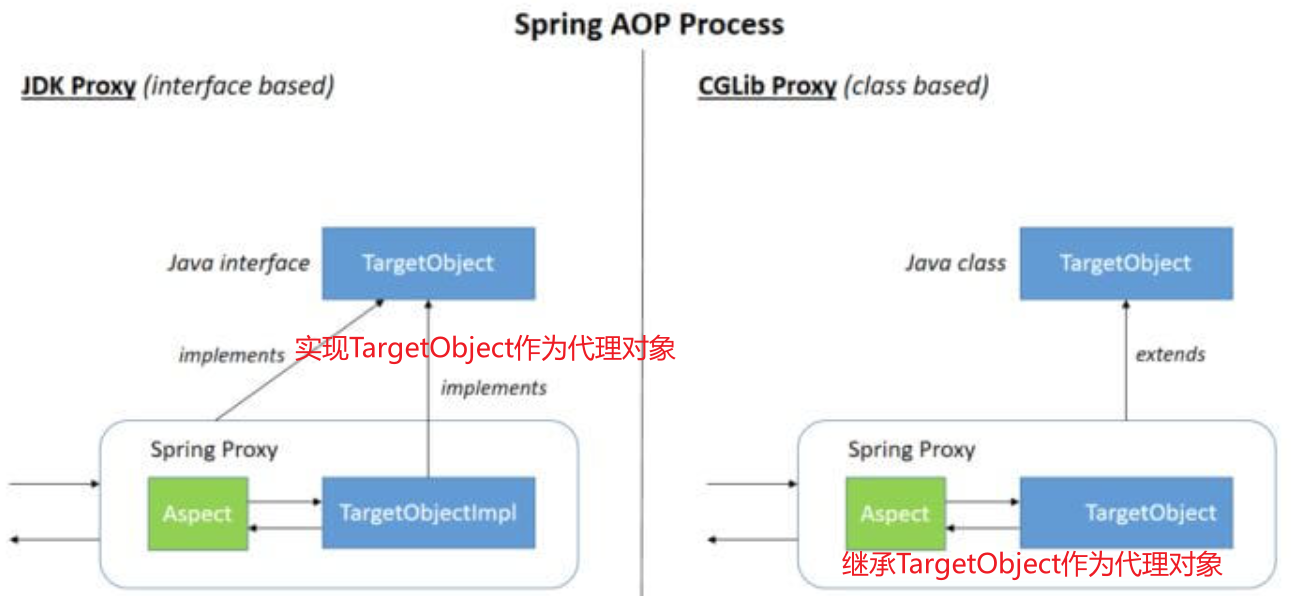 Spring AOP Process
JDK Proxy (interface based)
Java interface
TargetObject
implements
实现TargetObject作为代理对象
implements
Spring Proxy
Aspect
TargetObjectImpl
CGLib Proxy (class based)
Java class
TargetObject
extends
Spring Proxy
Aspect
TargetObject
继承TargetObject作为代理对象